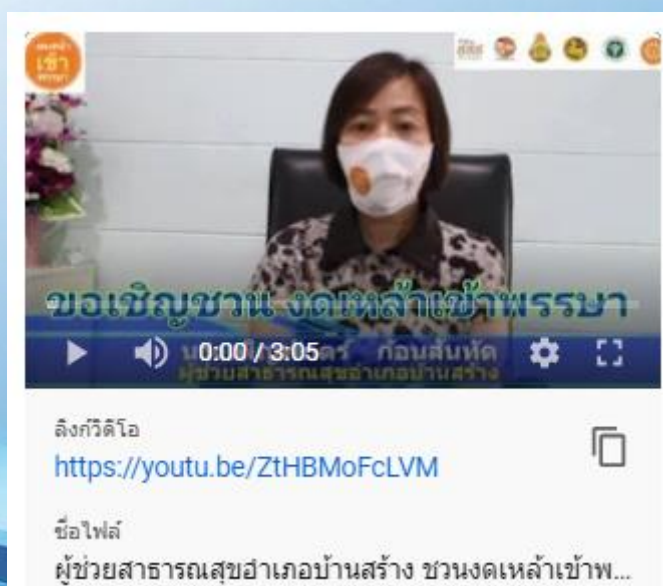 งดเหล้า
เข้า
พรรษา
สสส
ขอเชิญชวน งดเหล้าเข้าพรรษา
0:00 / 3:05
ก้อนสันทัด
ผู้ช่วยสาธารณสุขอำเภอบ้านสร้าง
ลิงก์วิดีโอ
https://youtu.be/ZtHBMoFcLVM
ชื่อไฟล์
ผู้ช่วยสาธารณสุขอำเภอบ้านสร้าง ชวนงดเหล้าเข้าพ...